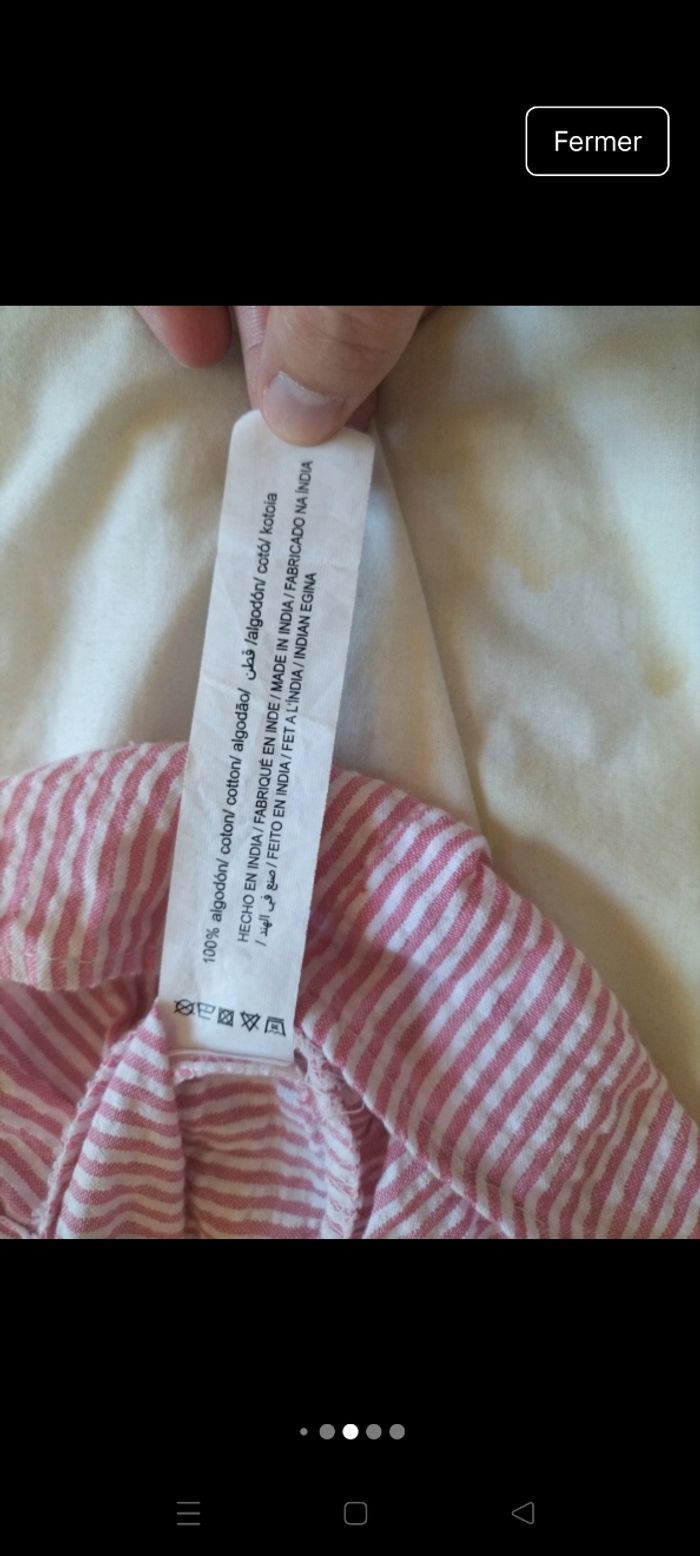 Fermer
100% algodón/ coton/ cotton/ algodão/ قطن /algodón/ cotó/ kotoia
HECHO EN INDIA / FABRIQUÉ EN INDE / MADE IN INDIA / FABRICADO NA ÍNDIA
/ صنع في الهند / FEITO EN INDIA / FET A L'ÍNDIA / INDIAN EGINA